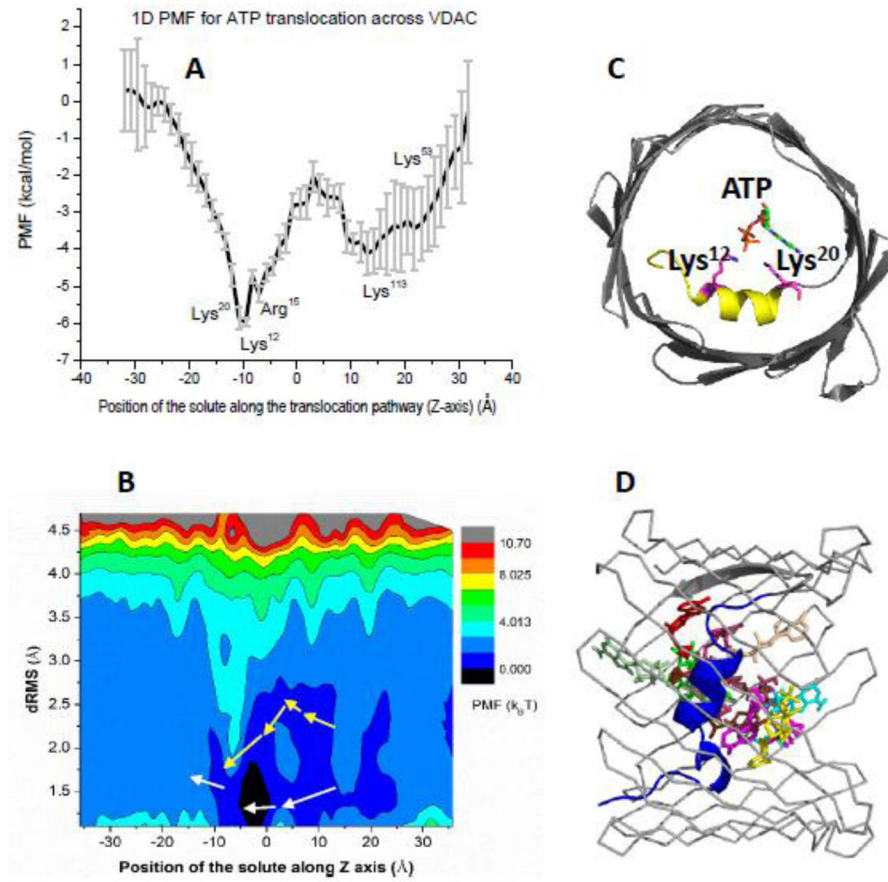 1D PMF for ATP translocation across VDAC
A
PMF (kcal/mol)
2
1
0
-1
-2
-3
-4
-5
-6
-7
Lys20
Lys12
Arg15
Lys113
Lys53
-40 -30 -20 -10 0 10 20 30 40
Position of the solute along the translocation pathway (Z-axis) (Å)
C
ATP
Lys12 Lys20
B
dRMS (Å)
4.5
4.0
3.5
3.0
2.5
2.0
1.5
-30 -20 -10 0 10 20 30
Position of the solute along Z axis (Å)
10.70
8.025
4.013
0.000
PMF (kBT)
D